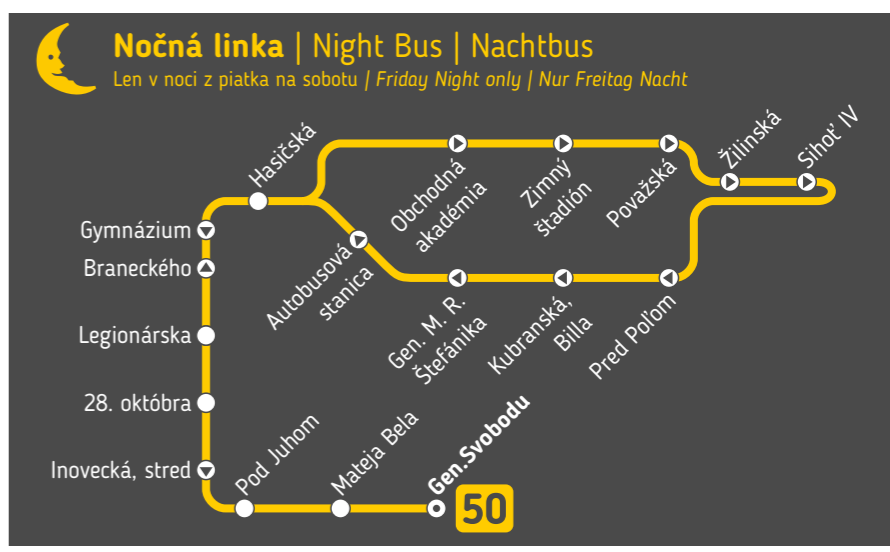 Nočná linka | Night Bus | Nachtbus
Len v noci z piatka na sobotu | Friday Night only | Nur Freitag Nacht
Hasičská
Obchodná
akadémia
Zimný
štadión
Považská
Žilinská
Sihoť IV
Gymnázium
Braneckého
Autobusová
stanica
Gen. M. R.
Štefánika
Kubranská,
Billa
Pred Poľom
Legionárska
28. októbra
Inovecká, stred
Pod Juhom
Mateja Bela
Gen.Svobodu
50